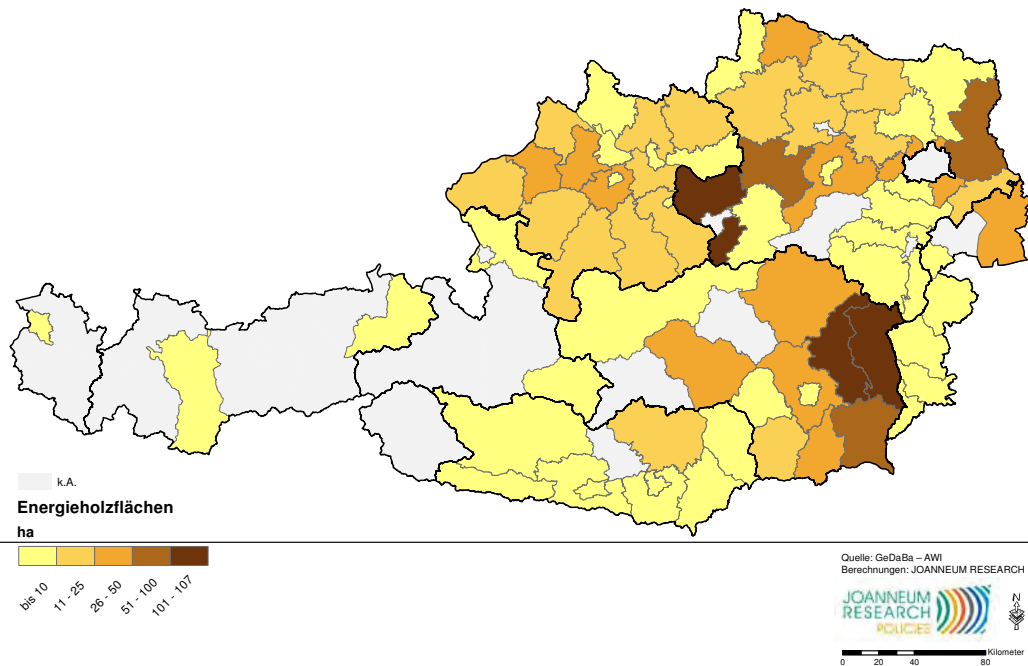 k.A.
Energieholzflächen
ha
bis 10
11 - 25
26 - 50
51 - 100
101 - 107
Quelle: GeDaBa – AWI
Berechnungen: JOANNEUM RESEARCH
JOANNEUM
RESEARCH
POLICIES
N
Kilometer
0 20 40 80